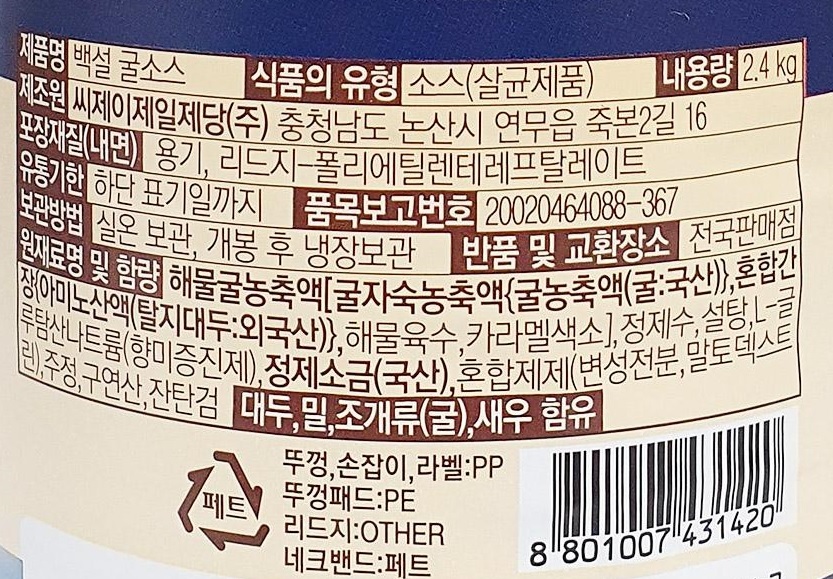 제품명 백설 굴소스 식품의 유형 소스(살균제품) 내용량 2.4 kg
제조원 씨제이제일제당(주) 충청남도 논산시 연무읍 죽본2길 16
포장재질(내면) 용기, 리드지-폴리에틸렌테레프탈레이트
유통기한 하단 표기일까지 품목보고번호 20020464088-367
보관방법 실온 보관, 개봉 후 냉장보관 반품 및 교환장소 전국판매점
원재료명 및 함량 해물굴농축액[굴자숙농축액{굴농축액(굴:국산)},혼합간
장{아미노산액(탈지대두:외국산)},해물육수,카라멜색소],정제수,설탕,L-글
루탐산나트륨(향미증진제),정제소금(국산),혼합제제(변성전분,말토덱스트
린),주정,구연산,잔탄검 대두,밀,조개류(굴),새우 함유
페트
뚜껑,손잡이,라벨:PP
뚜껑패드:PE
리드지:OTHER
네크밴드:페트
8 801007 431420